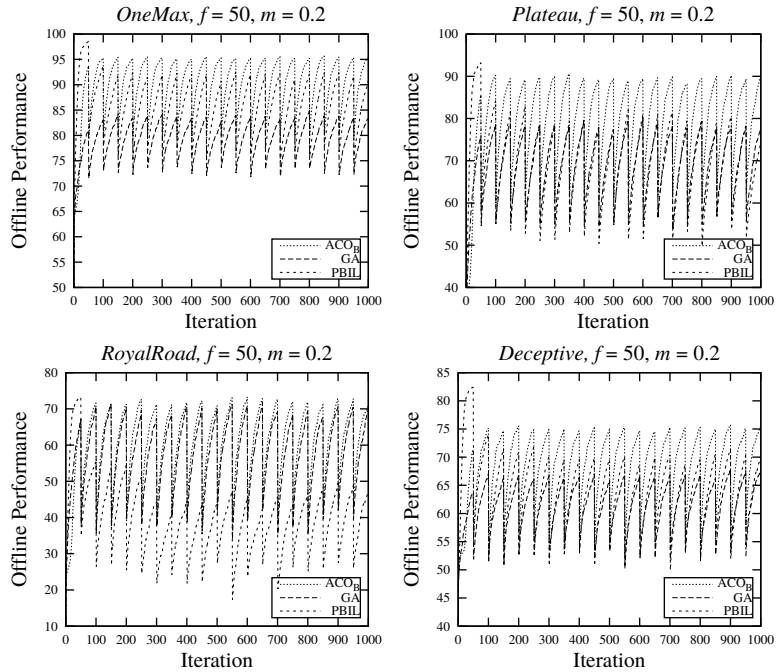 OneMax, f = 50, m = 0.2
Offline Performance
100
95
90
85
80
75
70
65
60
55
50
ACO_B
GA
PBIL
0 100 200 300 400 500 600 700 800 900 1000
Iteration
Plateau, f = 50, m = 0.2
Offline Performance
100
90
80
70
60
50
40
ACO_B
GA
PBIL
0 100 200 300 400 500 600 700 800 900 1000
Iteration
RoyalRoad, f = 50, m = 0.2
Offline Performance
80
70
60
50
40
30
20
10
ACO_B
GA
PBIL
0 100 200 300 400 500 600 700 800 900 1000
Iteration
Deceptive, f = 50, m = 0.2
Offline Performance
85
80
75
70
65
60
55
50
45
40
ACO_B
GA
PBIL
0 100 200 300 400 500 600 700 800 900 1000
Iteration